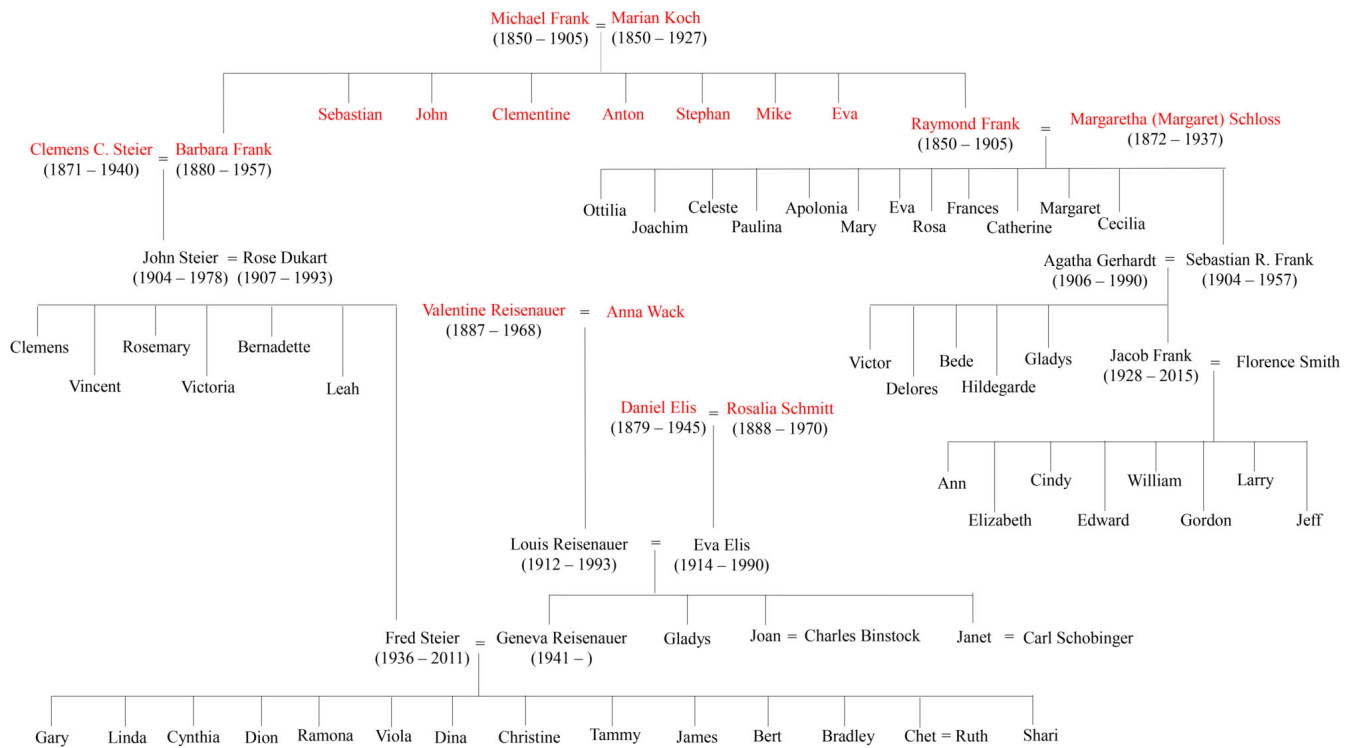 Michael Frank = Marian Koch
(1850 – 1905) (1850 – 1927)
Sebastian John Clementine Anton Stephan Mike Eva
Raymond Frank = Margaretha (Margaret) Schloss
(1850 – 1905) (1872 – 1937)
Clemens C. Steier = Barbara Frank
(1871 – 1940) (1880 – 1957)
Ottilia Celeste Apolonia Eva Frances Margaret
Joachim Paulina Mary Rosa Catherine Cecilia
John Steier = Rose Dukart
(1904 – 1978) (1907 – 1993)
Agatha Gerhardt = Sebastian R. Frank
(1906 – 1990) (1904 – 1957)
Valentine Reisenauer = Anna Wack
(1887 – 1968)
Clemens Rosemary Bernadette
Vincent Victoria Leah
Victor Bede Gladys
Delores Hildegarde
Jacob Frank = Florence Smith
(1928 – 2015)
Daniel Elis = Rosalia Schmitt
(1879 – 1945) (1888 – 1970)
Ann Cindy William Larry
Elizabeth Edward Gordon Jeff
Louis Reisenauer = Eva Elis
(1912 – 1993) (1914 – 1990)
Fred Steier = Geneva Reisenauer Gladys Joan = Charles Binstock Janet = Carl Schobinger
(1936 – 2011) (1941 – )
Gary Linda Cynthia Dion Ramona Viola Dina Christine Tammy James Bert Bradley Chet = Ruth Shari